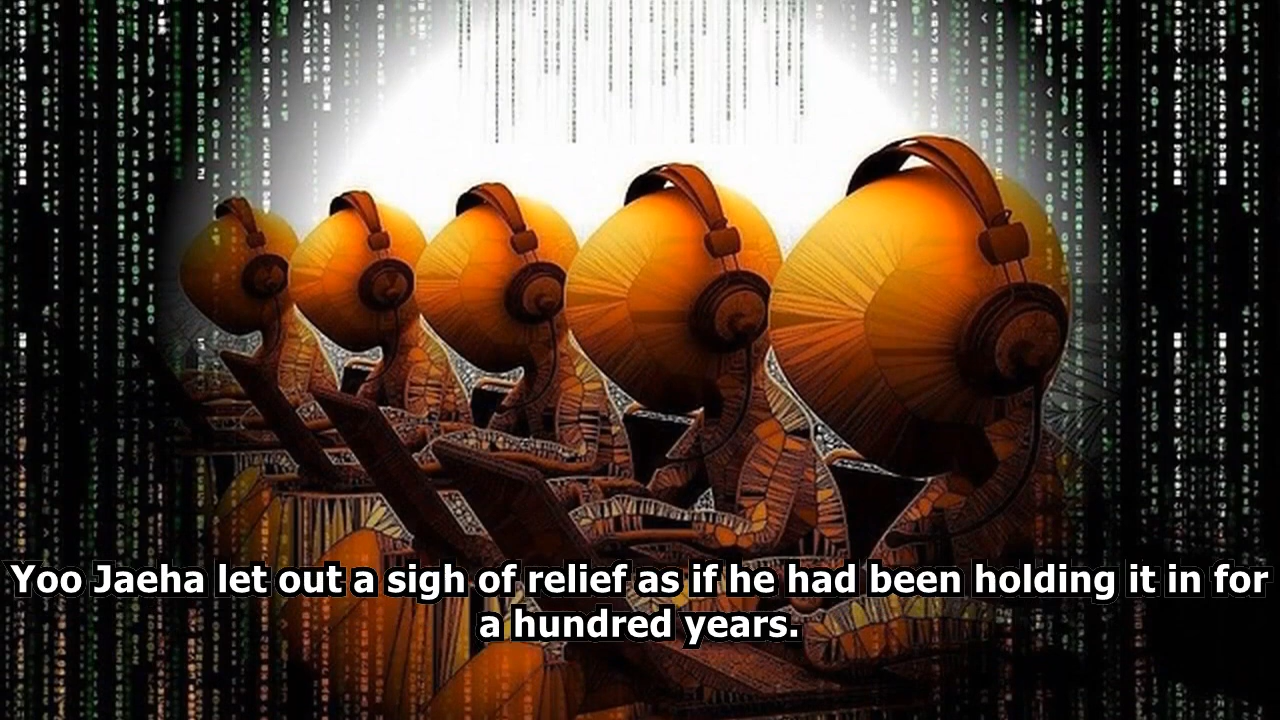 Yoo Jaeha let out a sigh of relief as if he had been holding it in for
a hundred years.